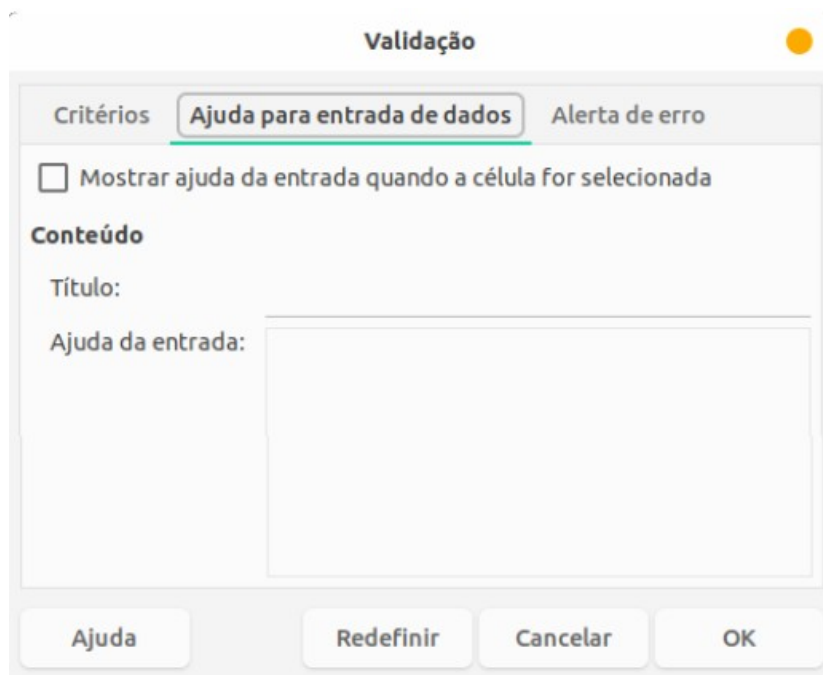 Validação
Critérios Ajuda para entrada de dados Alerta de erro
Mostrar ajuda da entrada quando a célula for selecionada
Conteúdo
Título:
Ajuda da entrada:
Ajuda Redefinir Cancelar OK